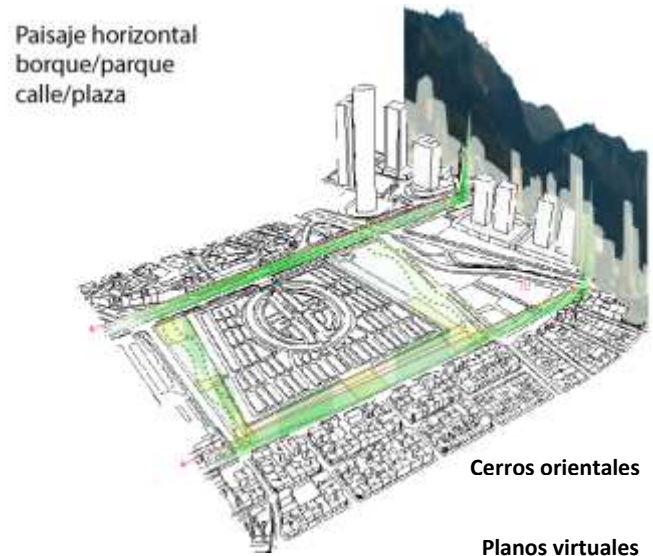 Paisaje horizontal
borque/parque
calle/plaza
Cerros orientales
Planos virtuales